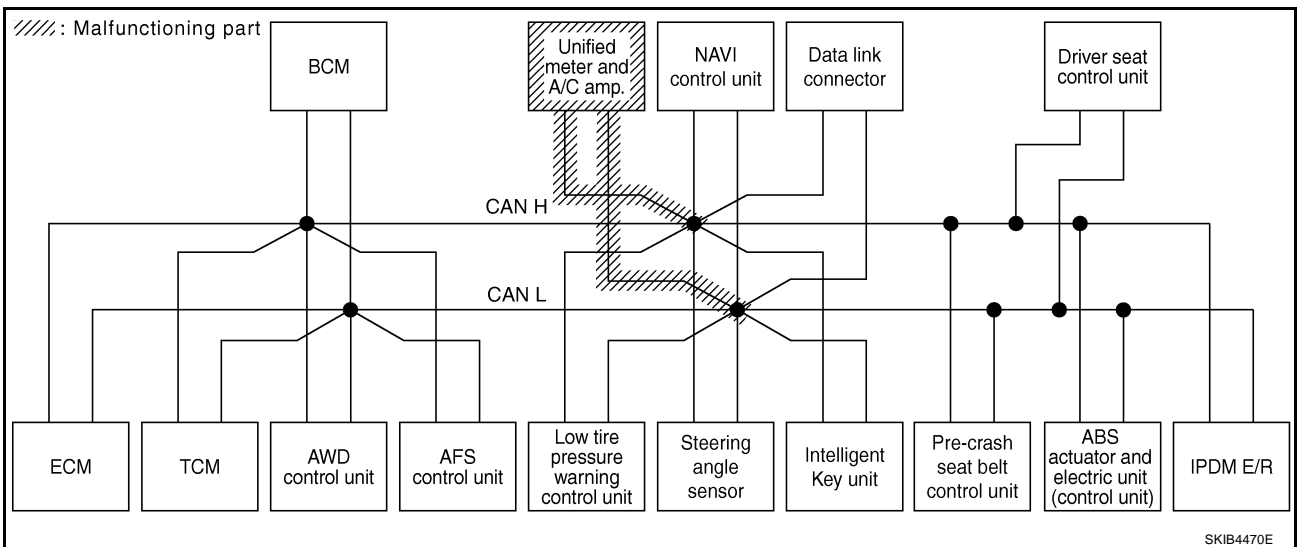 : Malfunctioning part
BCM
Unified
meter and
A/C amp.
NAVI
control unit
Data link
connector
Driver seat
control unit
CAN H
CAN L
ECM
TCM
AWD
control unit
AFS
control unit
Low tire
pressure
warning
control unit
Steering
angle
sensor
Intelligent
Key unit
Pre-crash
seat belt
control unit
ABS
actuator and
electric unit
(control unit)
IPDM E/R
SKIB4470E